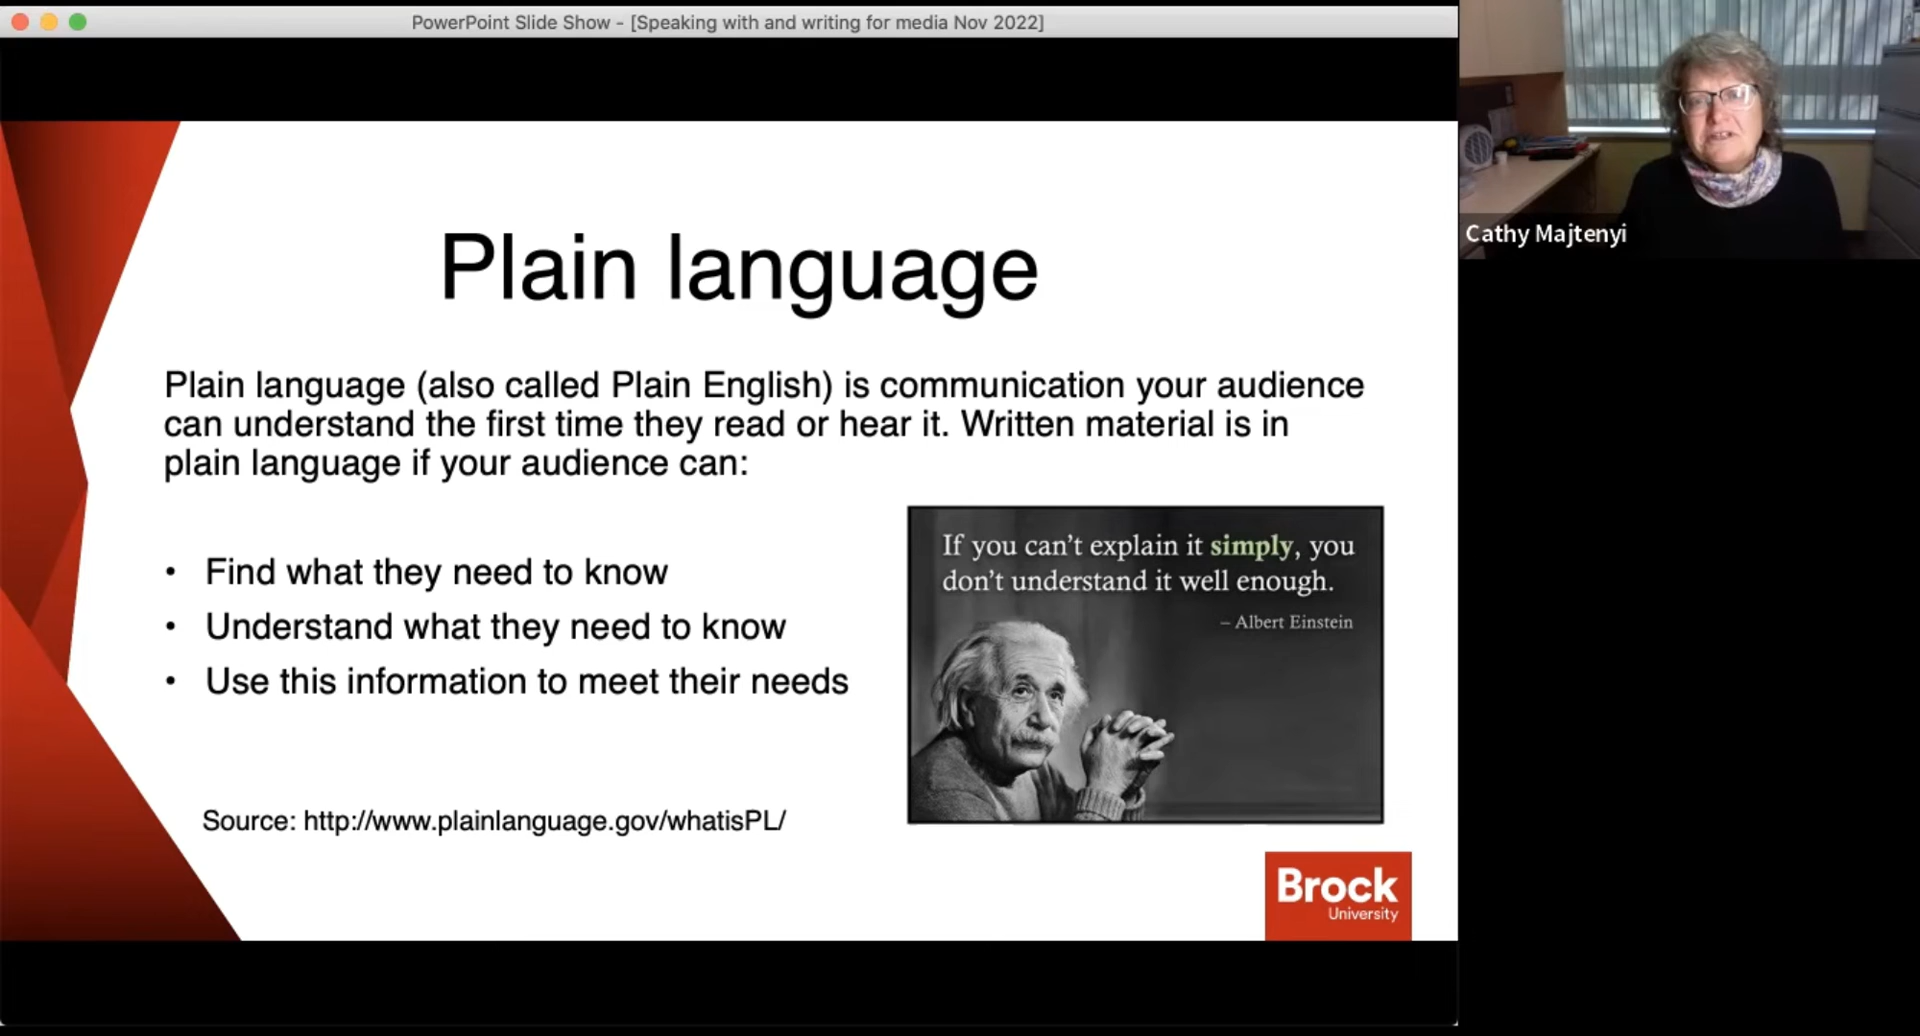 PowerPoint Slide Show - [Speaking with and writing for media Nov 2022]
Plain language
Plain language (also called Plain English) is communication your audience
can understand the first time they read or hear it. Written material is in
plain language if your audience can:
• Find what they need to know
• Understand what they need to know
• Use this information to meet their needs
If you can’t explain it simply, you
don’t understand it well enough.
– Albert Einstein
Source: http://www.plainlanguage.gov/whatisPL/
Brock
University
Cathy Majtenyi